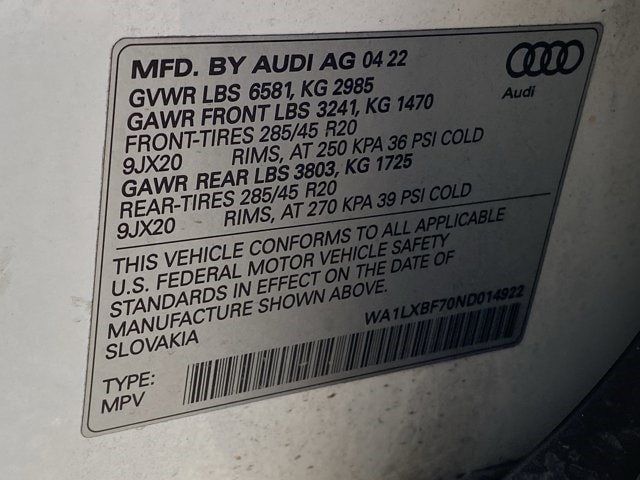 MFD. BY AUDI AG 04 22
Audi
GVWR LBS 6581, KG 2985
GAWR FRONT LBS 3241, KG 1470
FRONT-TIRES 285/45 R20
9JX20 RIMS, AT 250 KPA 36 PSI COLD
GAWR REAR LBS 3803, KG 1725
REAR-TIRES 285/45 R20
9JX20 RIMS, AT 270 KPA 39 PSI COLD
THIS VEHICLE CONFORMS TO ALL APPLICABLE
U.S. FEDERAL MOTOR VEHICLE SAFETY
STANDARDS IN EFFECT ON THE DATE OF
MANUFACTURE SHOWN ABOVE.
SLOVAKIA
WA1LXBF70ND014922
TYPE:
MPV